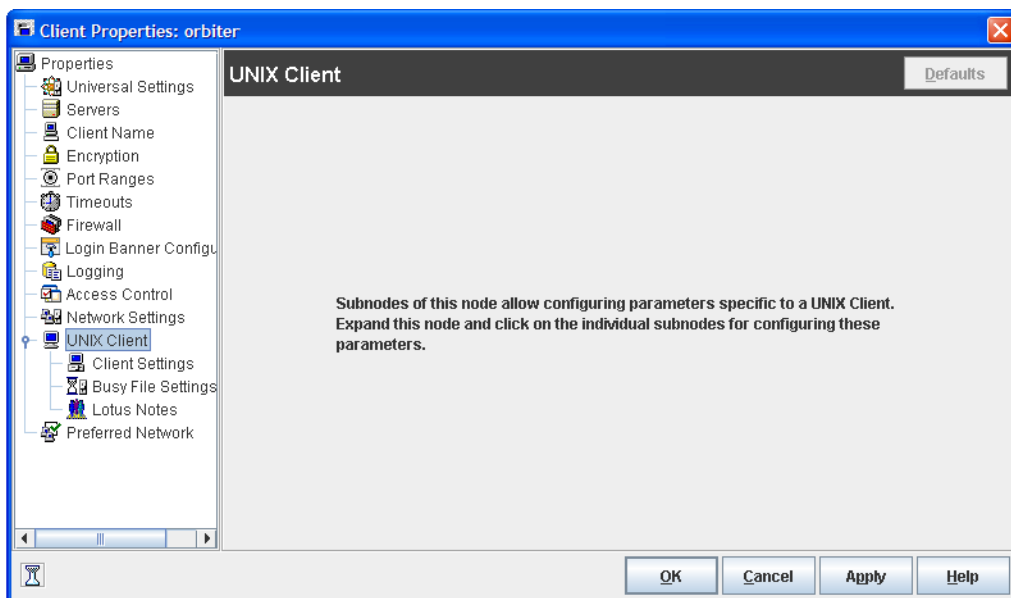 Client Properties: orbiter
Properties
Universal Settings
Servers
Client Name
Encryption
Port Ranges
Timeouts
Firewall
Login Banner Configu
Logging
Access Control
Network Settings
UNIX Client
Client Settings
Busy File Settings
Lotus Notes
Preferred Network
UNIX Client
Defaults
Subnodes of this node allow configuring parameters specific to a UNIX Client.
Expand this node and click on the individual subnodes for configuring these
parameters.
OK
Cancel
Apply
Help